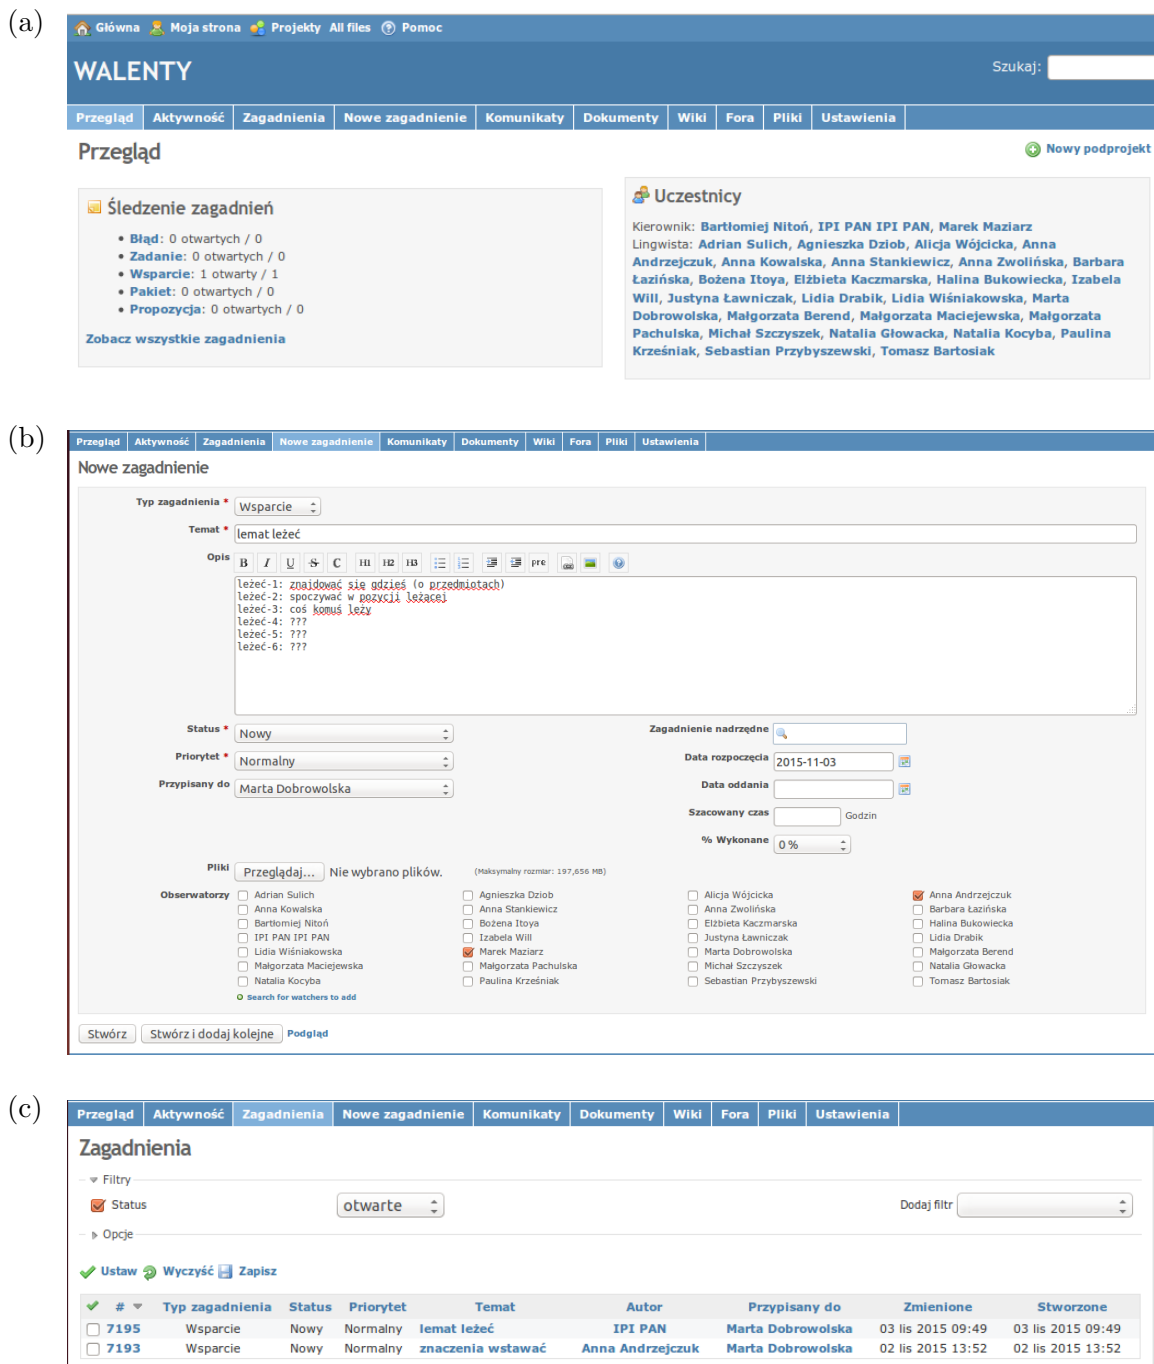 (a)
Główna Moja strona Projekty All files Pomoc
WALENTY
Szukaj:
Przegląd Aktywność Zagadnienia Nowe zagadnienie Komunikaty Dokumenty Wiki Fora Pliki Ustawienia
Przegląd
Nowy podprojekt
Śledzenie zagadnień
• Błąd: 0 otwartych / 0
• Zadanie: 0 otwartych / 0
• Wsparcie: 1 otwarty / 1
• Pakiet: 0 otwartych / 0
• Propozycja: 0 otwartych / 0
Zobacz wszystkie zagadnienia
Uczestnicy
Kierownik: Bartłomiej Nitoń, IPI PAN IPI PAN, Marek Maziarz
Lingwista: Adrian Sulich, Agnieszka Dziob, Alicja Wójcicka, Anna
Andrzejczuk, Anna Kowalska, Anna Stankiewicz, Anna Zwolińska, Barbara
Łazińska, Bożena Itoya, Elżbieta Kaczmarska, Halina Bukowiecka, Izabela
Will, Justyna Ławniczak, Lidia Drabik, Lidia Wiśniakowska, Marta
Dobrowolska, Małgorzata Berend, Małgorzata Maciejewska, Małgorzata
Pachulska, Michał Szczyszek, Natalia Głowacka, Natalia Kocyba, Paulina
Krześniak, Sebastian Przybyszewski, Tomasz Bartosiak
(b)
Przegląd Aktywność Zagadnienia Nowe zagadnienie Komunikaty Dokumenty Wiki Fora Pliki Ustawienia
Nowe zagadnienie
Typ zagadnienia * Wsparcie
Temat * lemat leżeć
Opis B I U S C H1 H2 H3 pre
leżeć-1: znajdować się gdzieś (o przedmiotach)
leżeć-2: spoczywać w pozycji leżącej
leżeć-3: coś komuś leży
leżeć-4: ???
leżeć-5: ???
leżeć-6: ???
Status * Nowy Zagadnienie nadrzędne
Priorytet * Normalny Data rozpoczęcia 2015-11-03
Przypisany do Marta Dobrowolska Data oddania
Szacowany czas Godzin
% Wykonane 0 %
Pliki Przeglądaj... Nie wybrano plików. (Maksymalny rozmiar: 197,656 MB)
Obserwatorzy Adrian Sulich Agnieszka Dziob Alicja Wójcicka Anna Andrzejczuk
Anna Kowalska Anna Stankiewicz Anna Zwolińska Barbara Łazińska
Bartłomiej Nitoń Bożena Itoya Elżbieta Kaczmarska Halina Bukowiecka
IPI PAN IPI PAN Izabela Will Justyna Ławniczak Lidia Drabik
Lidia Wiśniakowska Marek Maziarz Marta Dobrowolska Małgorzata Berend
Małgorzata Maciejewska Małgorzata Pachulska Michał Szczyszek Natalia Głowacka
Natalia Kocyba Paulina Krześniak Sebastian Przybyszewski Tomasz Bartosiak
Search for watchers to add
Stwórz Stwórz i dodaj kolejne Podgląd
(c)
Przegląd Aktywność Zagadnienia Nowe zagadnienie Komunikaty Dokumenty Wiki Fora Pliki Ustawienia
Zagadnienia
Filtry
Status otwarte Dodaj filtr
Opcje
Ustaw Wyczyść Zapisz
# Typ zagadnienia Status Priorytet Temat Autor Przypisany do Zmienione Stworzone
7195 Wsparcie Nowy Normalny lemat leżeć IPI PAN Marta Dobrowolska 03 lis 2015 09:49 03 lis 2015 09:49
7193 Wsparcie Nowy Normalny znaczenia wstawać Anna Andrzejczuk Marta Dobrowolska 02 lis 2015 13:52 02 lis 2015 13:52